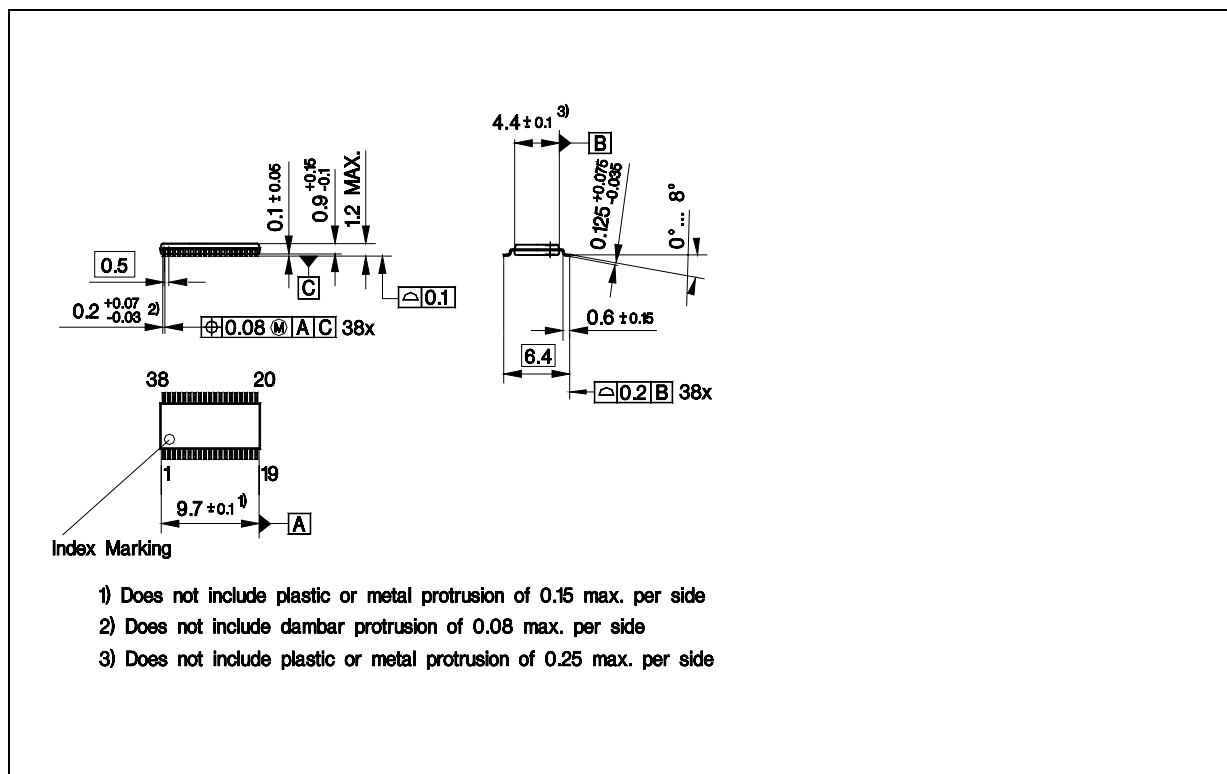 4.4 ± 0.1 3)
B
0.1 ± 0.05
0.9 +0.15 -0.1
1.2 MAX.
0.125 +0.075 -0.035
0°... 8°
0.5
C
⌓ 0.1
0.2 +0.07 -0.03 2)
⌖ 0.08 Ⓜ A C 38x
0.6 ± 0.15
6.4
⌓ 0.2 B 38x
38 20
1 19
9.7 ± 0.1 1)
A
Index Marking
1) Does not include plastic or metal protrusion of 0.15 max. per side
2) Does not include dambar protrusion of 0.08 max. per side
3) Does not include plastic or metal protrusion of 0.25 max. per side